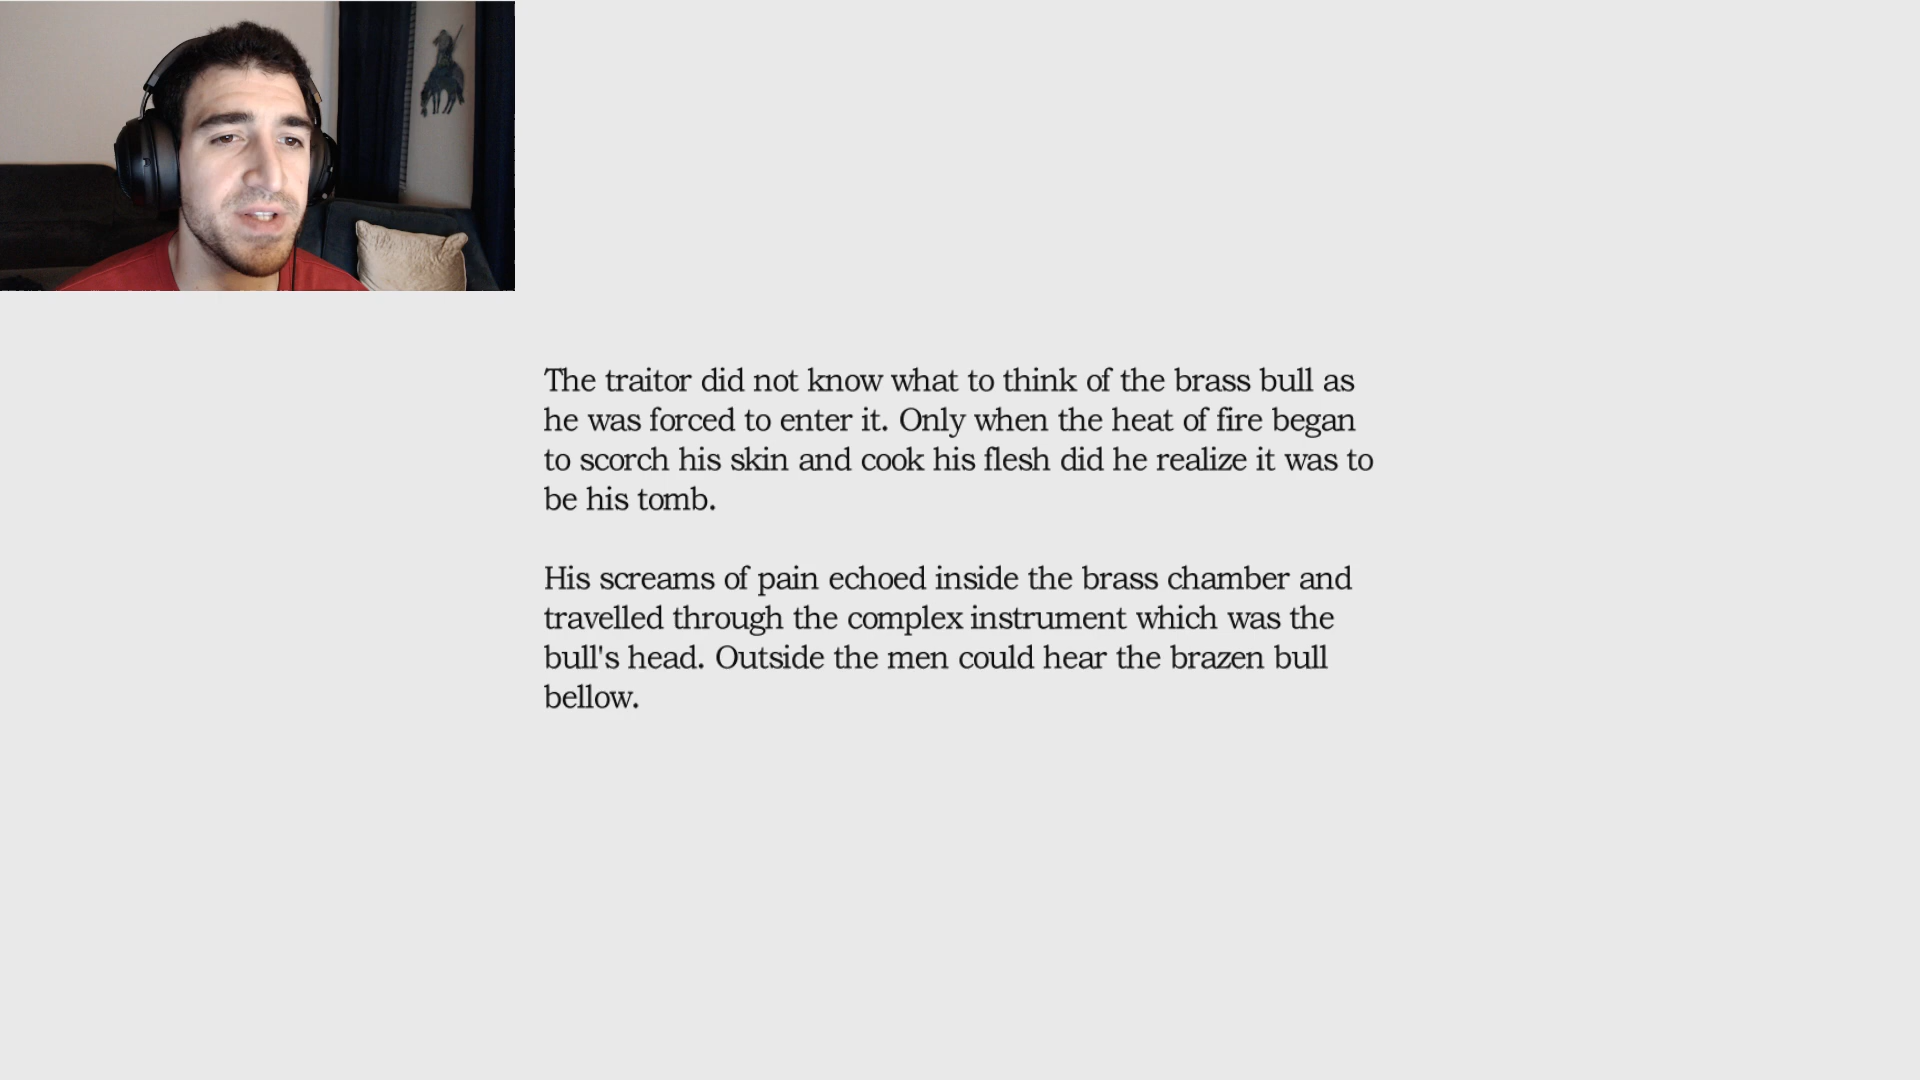 The traitor did not know what to think of the brass bull as
he was forced to enter it. Only when the heat of fire began
to scorch his skin and cook his flesh did he realize it was to
be his tomb.
His screams of pain echoed inside the brass chamber and
travelled through the complex instrument which was the
bull's head. Outside the men could hear the brazen bull
bellow.